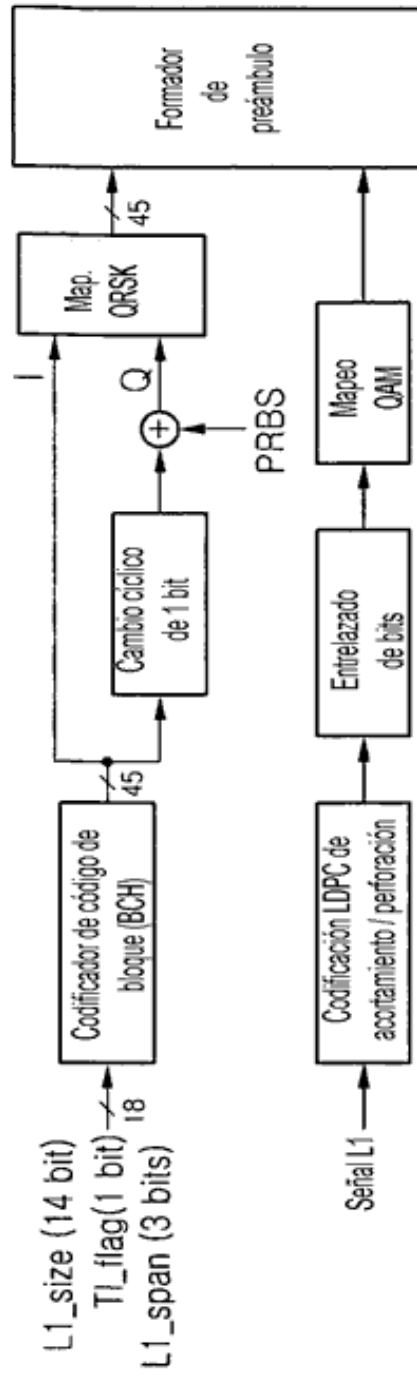 L1_size (14 bit)
TI_flag(1 bit)
L1_span (3 bits)
18
Codificador de código de
bloque (BCH)
45
Cambio cíclico
de 1 bit
PRBS
I
Q
Map.
QRSK
45
Formador
de
preámbulo
Señal L1
Codificación LDPC de
acortamiento / perforación
Entrelazado
de bits
Mapeo
QAM